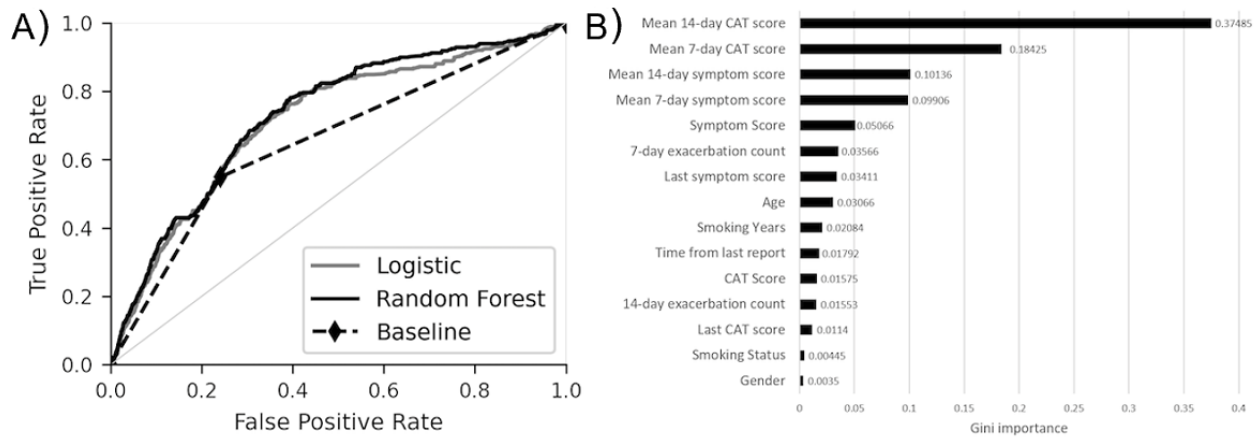 A)
1.0
0.8
0.6
0.4
0.2
0.0
True Positive Rate
Logistic
Random Forest
Baseline
0.0 0.2 0.4 0.6 0.8 1.0
False Positive Rate
B)
Mean 14-day CAT score 0.37485
Mean 7-day CAT score 0.18425
Mean 14-day symptom score 0.10136
Mean 7-day symptom score 0.09906
Symptom Score 0.05066
7-day exacerbation count 0.03566
Last symptom score 0.03411
Age 0.03066
Smoking Years 0.02084
Time from last report 0.01792
CAT Score 0.01575
14-day exacerbation count 0.01553
Last CAT score 0.0114
Smoking Status 0.00445
Gender 0.0035
0 0.05 0.1 0.15 0.2 0.25 0.3 0.35 0.4
Gini importance